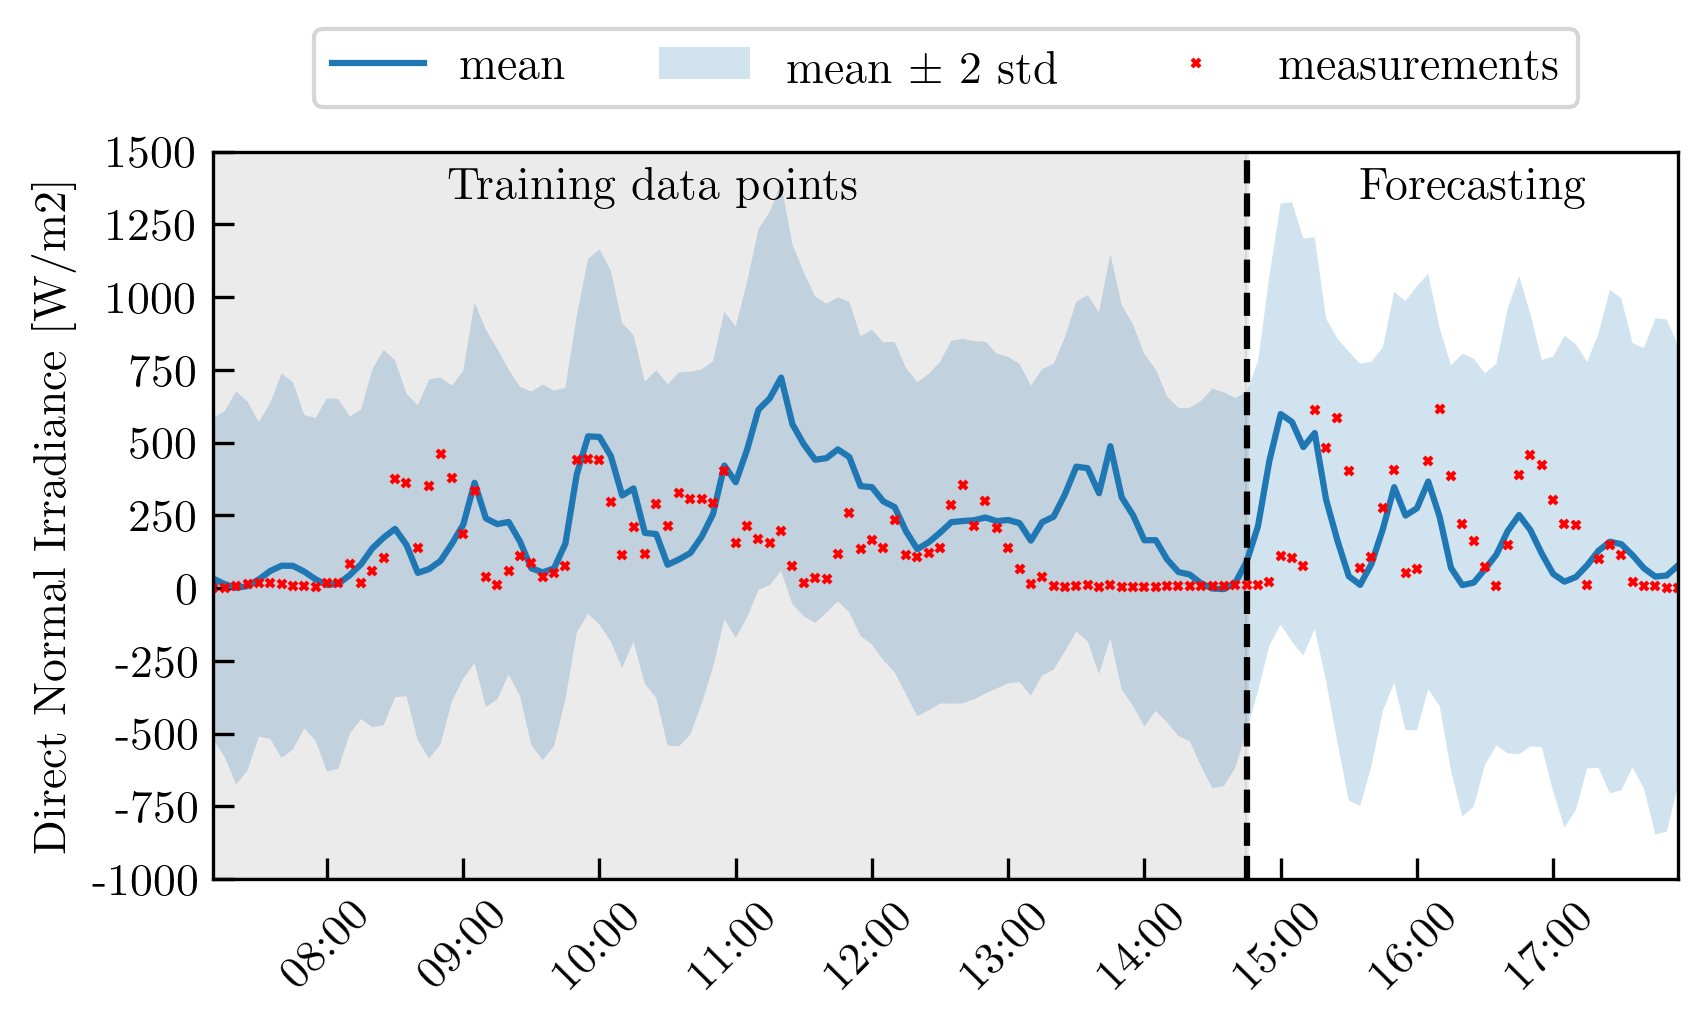 mean mean ± 2 std measurements
Training data points Forecasting
Direct Normal Irradiance [W/m2]
1500
1250
1000
750
500
250
0
-250
-500
-750
-1000
08:00 09:00 10:00 11:00 12:00 13:00 14:00 15:00 16:00 17:00